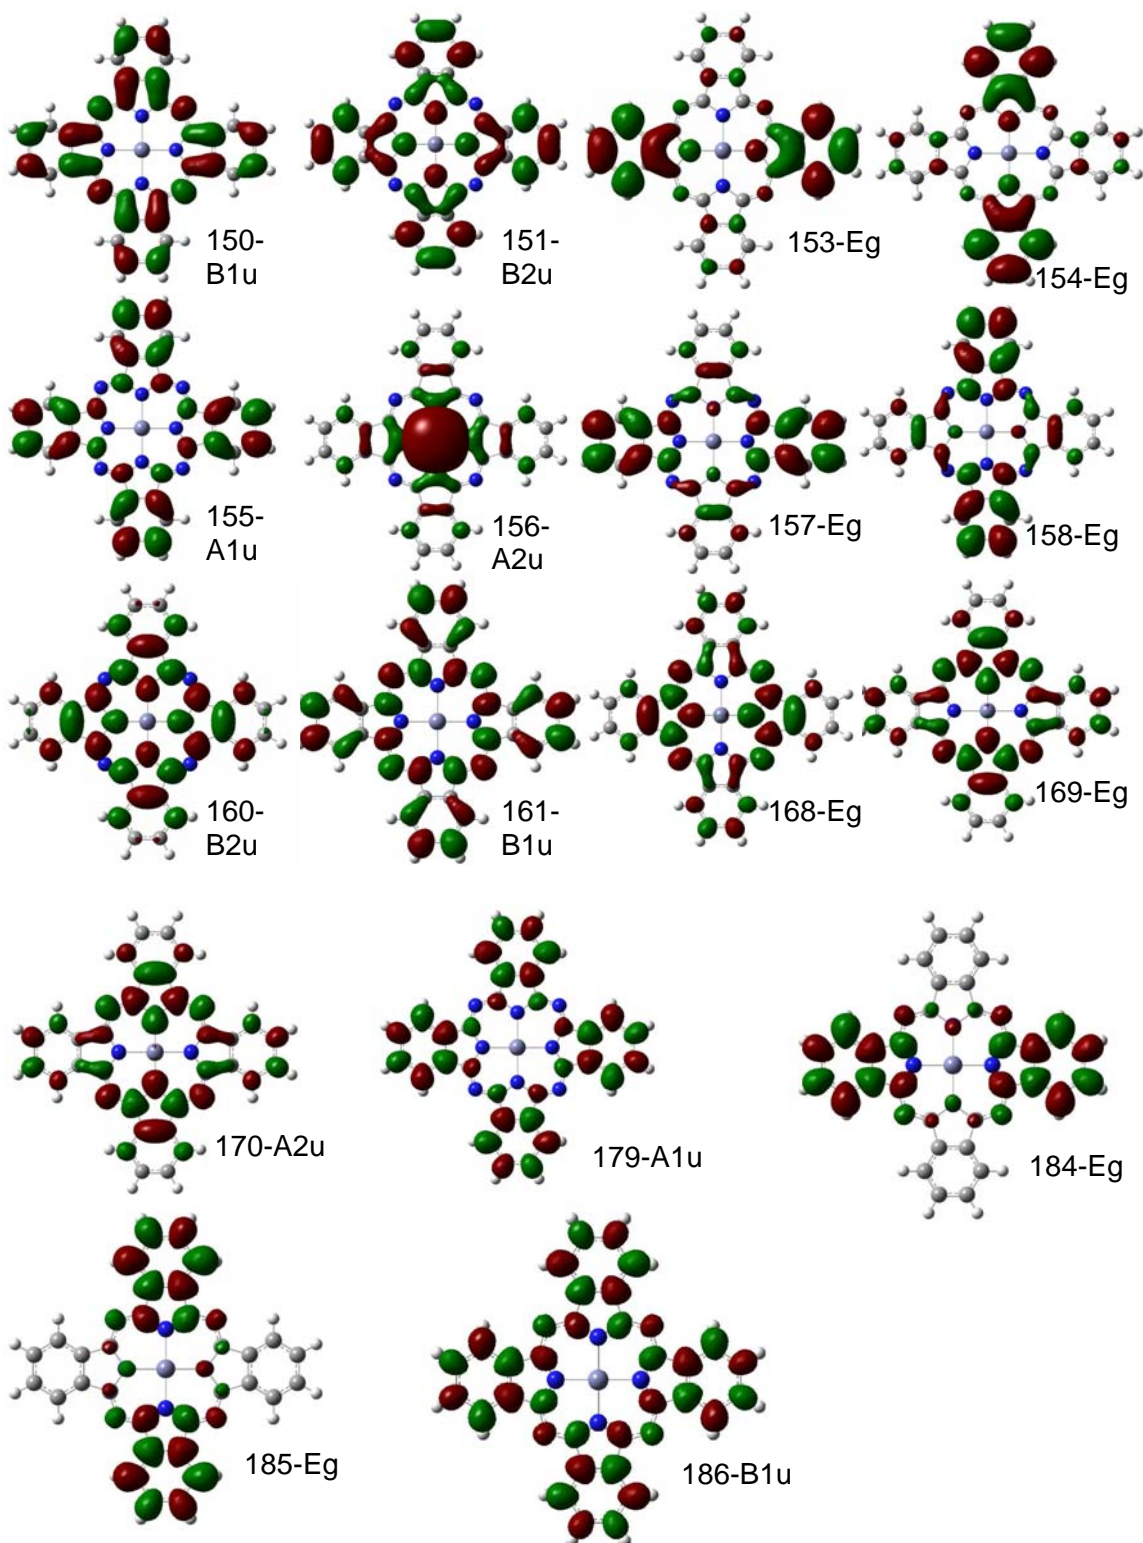 150-
B1u
151-
B2u
153-Eg
154-Eg
155-
A1u
156-
A2u
157-Eg
158-Eg
160-
B2u
161-
B1u
168-Eg
169-Eg
170-A2u
179-A1u
184-Eg
185-Eg
186-B1u